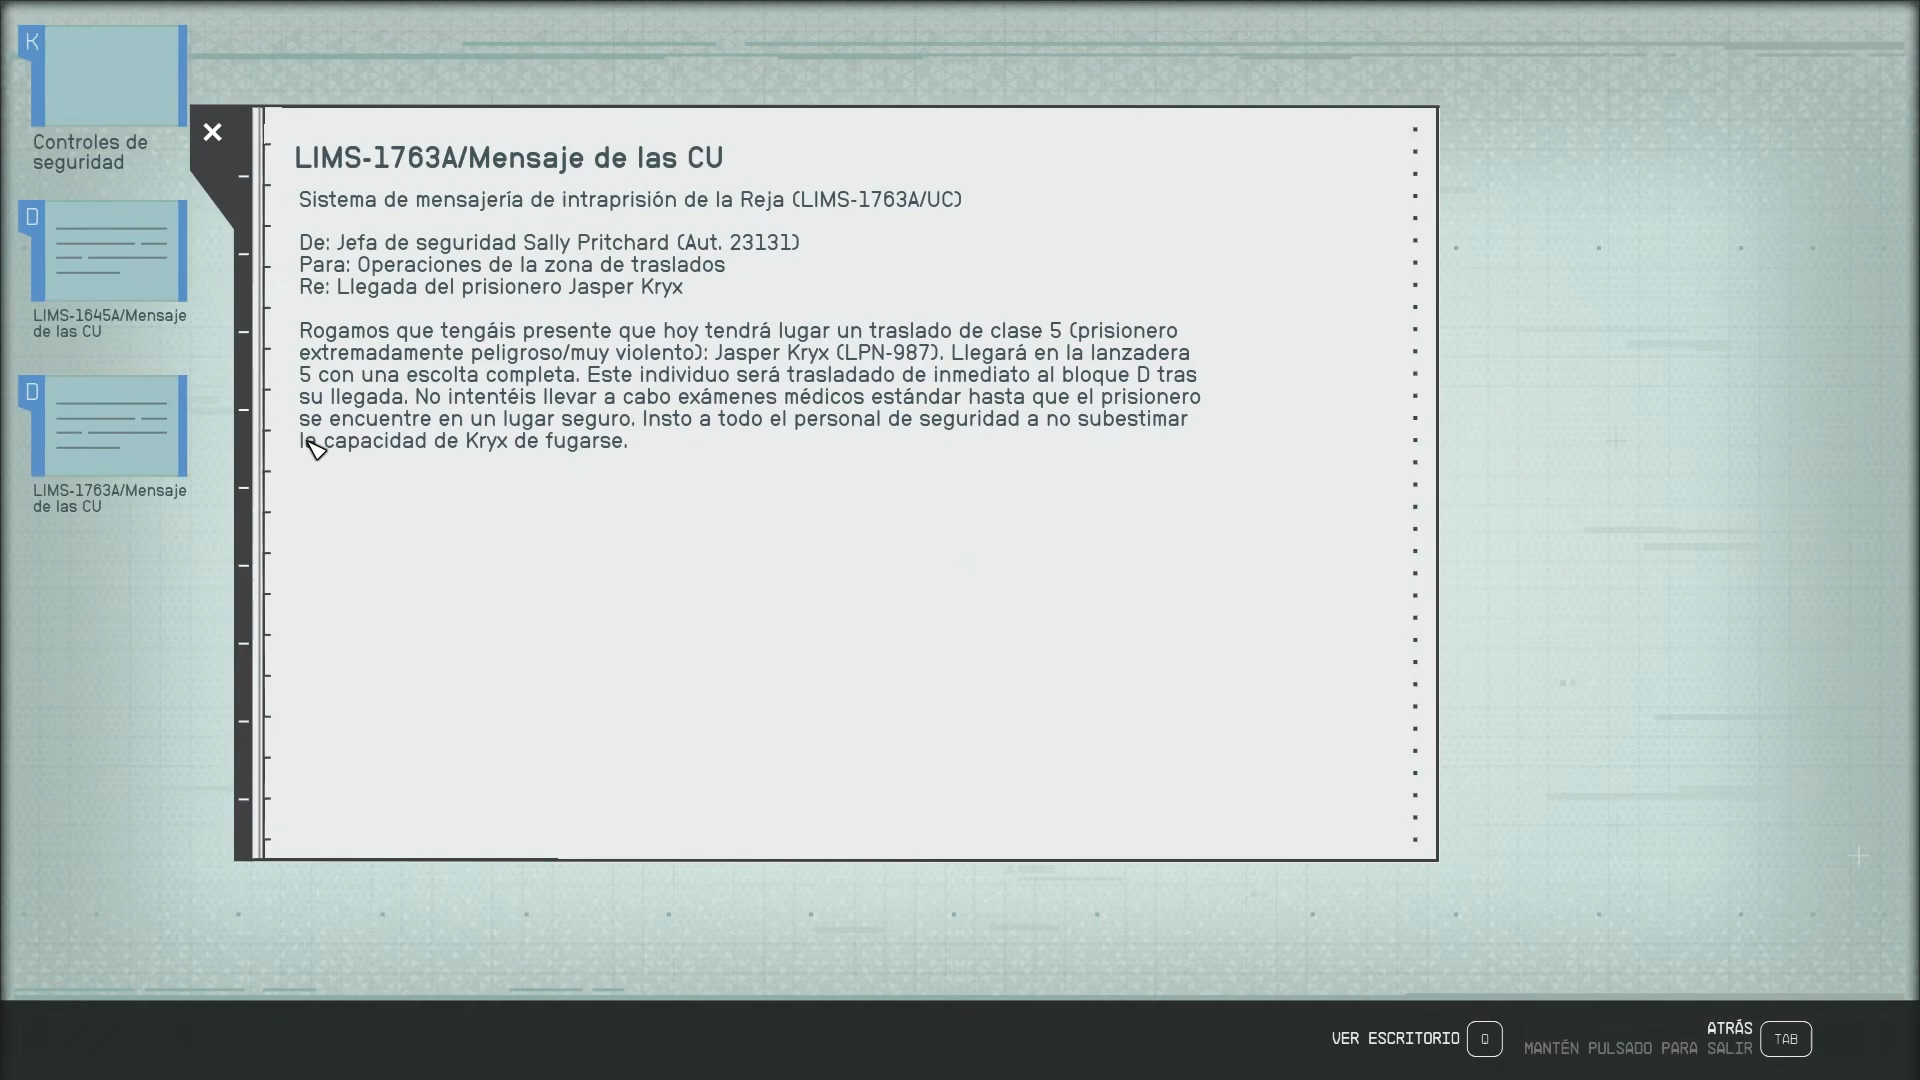 K
Controles de
seguridad
D
LIMS-1645A/Mensaje
de las CU
D
LIMS-1763A/Mensaje
de las CU
LIMS-1763A/Mensaje de las CU
Sistema de mensajería de intraprisión de la Reja (LIMS-1763A/UC)
De: Jefa de seguridad Sally Pritchard (Aut. 23131)
Para: Operaciones de la zona de traslados
Re: Llegada del prisionero Jasper Kryx
Rogamos que tengáis presente que hoy tendrá lugar un traslado de clase 5 (prisionero
extremadamente peligroso/muy violento): Jasper Kryx (LPN-987). Llegará en la lanzadera
5 con una escolta completa. Este individuo será trasladado de inmediato al bloque D tras
su llegada. No intentéis llevar a cabo exámenes médicos estándar hasta que el prisionero
se encuentre en un lugar seguro. Insto a todo el personal de seguridad a no subestimar
la capacidad de Kryx de fugarse.
VER ESCRITORIO Q
ATRÁS TAB
MANTÉN PULSADO PARA SALIR